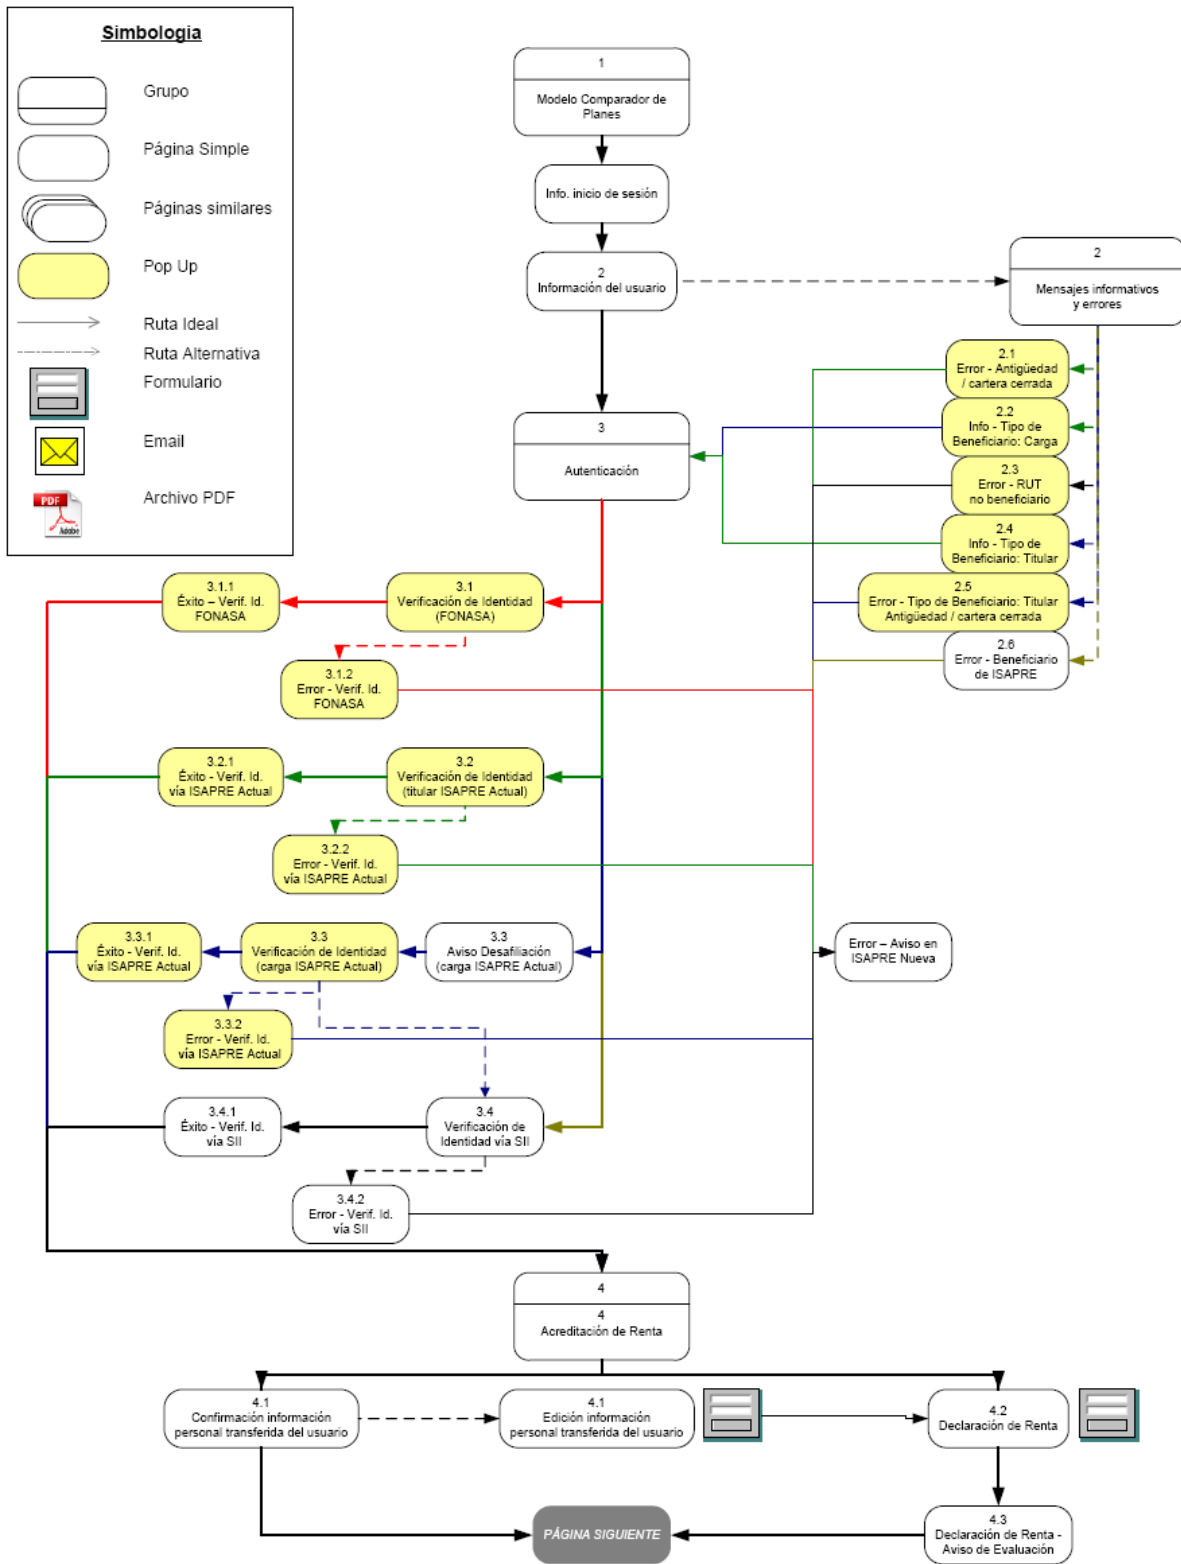 Simbologia
Grupo
Página Simple
Páginas similares
Pop Up
Ruta Ideal
Ruta Alternativa
Formulario
Email
PDF
Adobe
Archivo PDF
1
Modelo Comparador de
Planes
Info. inicio de sesión
2
Información del usuario
2
Mensajes informativos
y errores
2.1
Error - Antigüedad
/ cartera cerrada
2.2
Info - Tipo de
Beneficiario: Carga
2.3
Error - RUT
no beneficiario
2.4
Info - Tipo de
Beneficiario: Titular
2.5
Error - Tipo de Beneficiario: Titular
Antigüedad / cartera cerrada
2.6
Error - Beneficiario
de ISAPRE
3
Autenticación
3.1.1
Éxito – Verif. Id.
FONASA
3.1
Verificación de Identidad
(FONASA)
3.1.2
Error - Verif. Id.
FONASA
3.2.1
Éxito - Verif. Id.
vía ISAPRE Actual
3.2
Verificación de Identidad
(titular ISAPRE Actual)
3.2.2
Error - Verif. Id.
vía ISAPRE Actual
3.3.1
Éxito - Verif. Id.
vía ISAPRE Actual
3.3
Verificación de Identidad
(carga ISAPRE Actual)
3.3
Aviso Desafiliación
(carga ISAPRE Actual)
Error – Aviso en
ISAPRE Nueva
3.3.2
Error - Verif. Id.
vía ISAPRE Actual
3.4.1
Éxito - Verif. Id.
vía SII
3.4
Verificación de
Identidad vía SII
3.4.2
Error - Verif. Id.
vía SII
4
4
Acreditación de Renta
4.1
Confirmación información
personal transferida del usuario
4.1
Edición información
personal transferida del usuario
4.2
Declaración de Renta
PÁGINA SIGUIENTE
4.3
Declaración de Renta -
Aviso de Evaluación